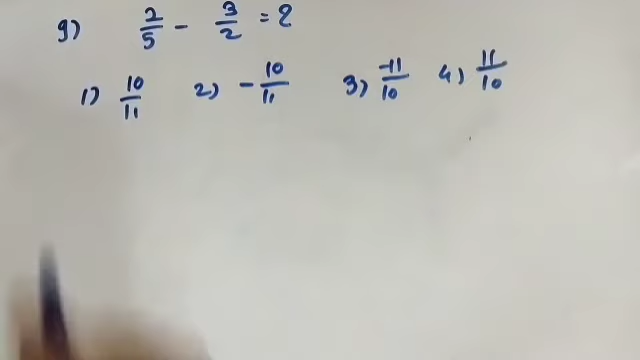 9) 2/5 - 3/2 = ?
1) 10/11 2) - 10/11 3) -11/10 4) 11/10